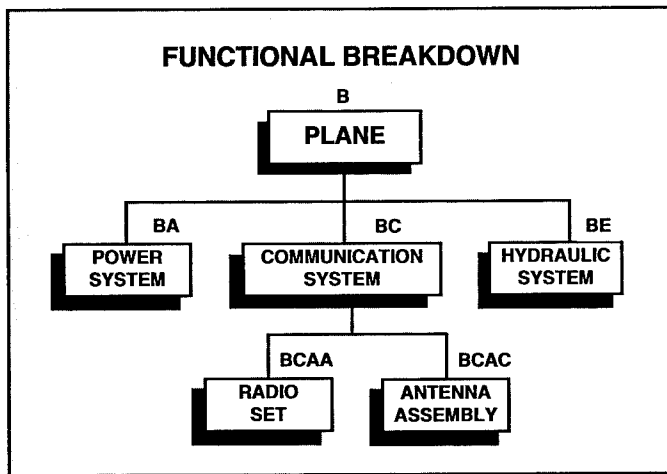 FUNCTIONAL BREAKDOWN
B
PLANE
BA
BC
BE
POWER
SYSTEM
COMMUNICATION
SYSTEM
HYDRAULIC
SYSTEM
BCAA
BCAC
RADIO
SET
ANTENNA
ASSEMBLY